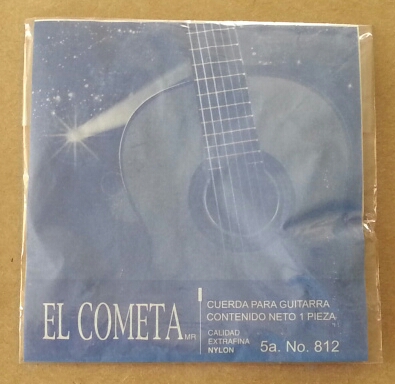 EL COMETA MR
CUERDA PARA GUITARRA
CONTENIDO NETO 1 PIEZA
CALIDAD
EXTRAFINA
NYLON
5a. No. 812